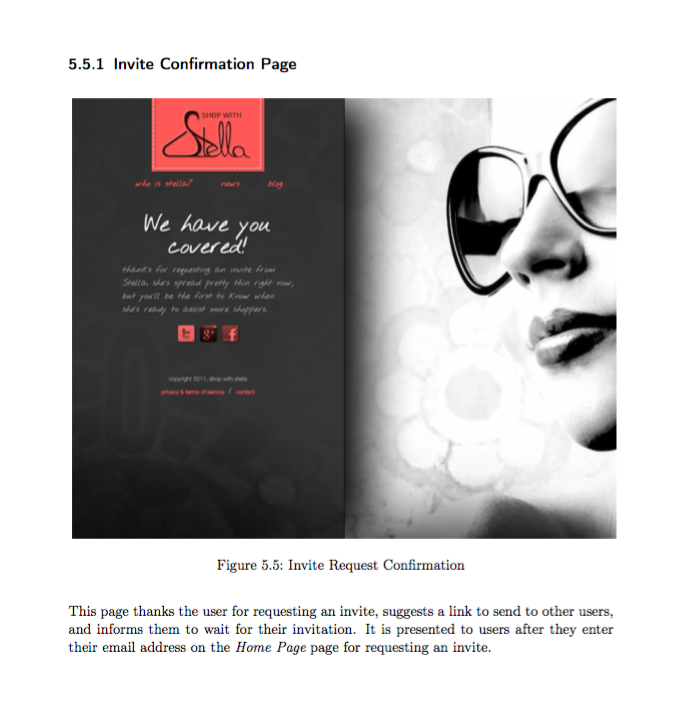 5.5.1 Invite Confirmation Page
SHOP WITH
Stella
who is stella? news blog
We have you
covered!
thanks for requesting an invite from
Stella. she's spread pretty thin right now,
but you'll be the first to know when
she's ready to assist more shoppers.
t g+ f
copyright 2011, shop with stella
privacy & terms of service / contact
Figure 5.5: Invite Request Confirmation
This page thanks the user for requesting an invite, suggests a link to send to other users,
and informs them to wait for their invitation. It is presented to users after they enter
their email address on the Home Page page for requesting an invite.